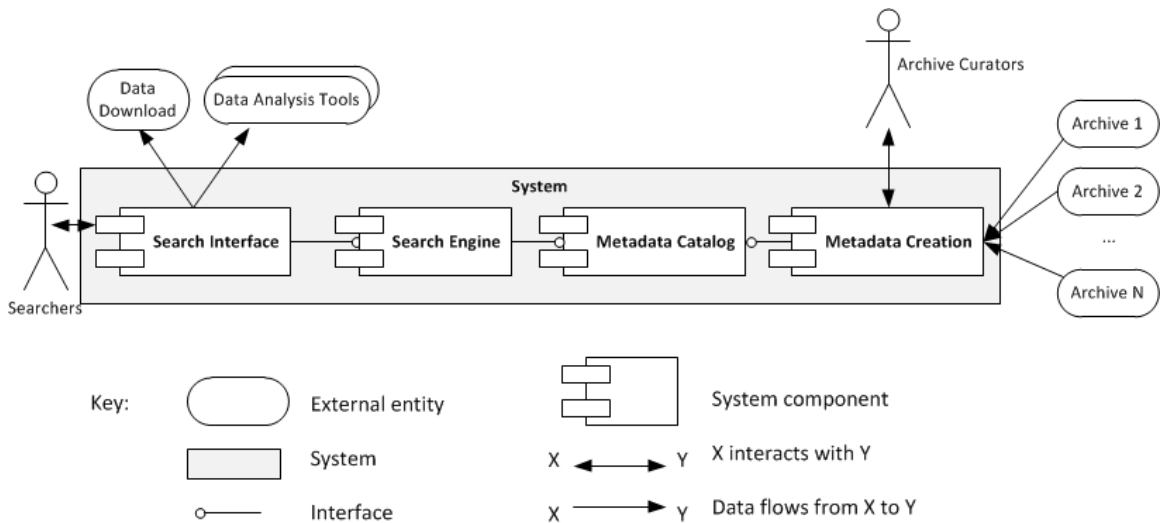 Archive Curators
Data
Download
Data Analysis Tools
Archive 1
Archive 2
...
Archive N
System
Search Interface
Search Engine
Metadata Catalog
Metadata Creation
Searchers
Key:
External entity
System component
System
X
Y
X interacts with Y
Interface
X
Y
Data flows from X to Y